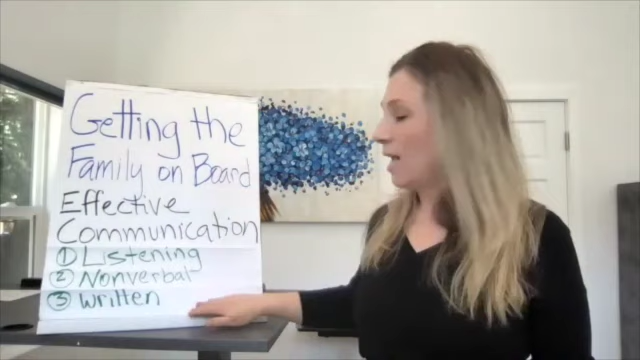 Getting the
Family on Board
Effective
Communication
① Listening
② Nonverbal
③ Written